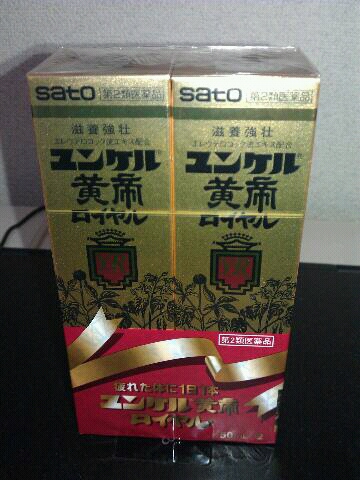 sato 第2類医薬品
滋養強壮
エレウテロコック流エキス配合
ユンケル
黄帝
ロイヤル
sato 第2類医薬品
滋養強壮
エレウテロコック流エキス配合
ユンケル
黄帝
ロイヤル
第2類医薬品
疲れた体に1日1本
ユンケル黄帝
ロイヤル